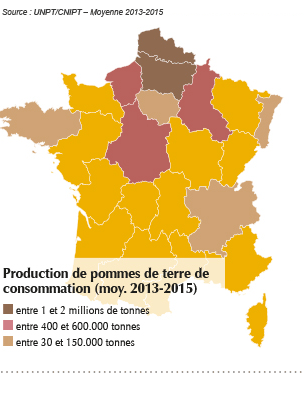 Source : UNPT/CNIPT – Moyenne 2013-2015
Production de pommes de terre de
consommation (moy. 2013-2015)
entre 1 et 2 millions de tonnes
entre 400 et 600.000 tonnes
entre 30 et 150.000 tonnes